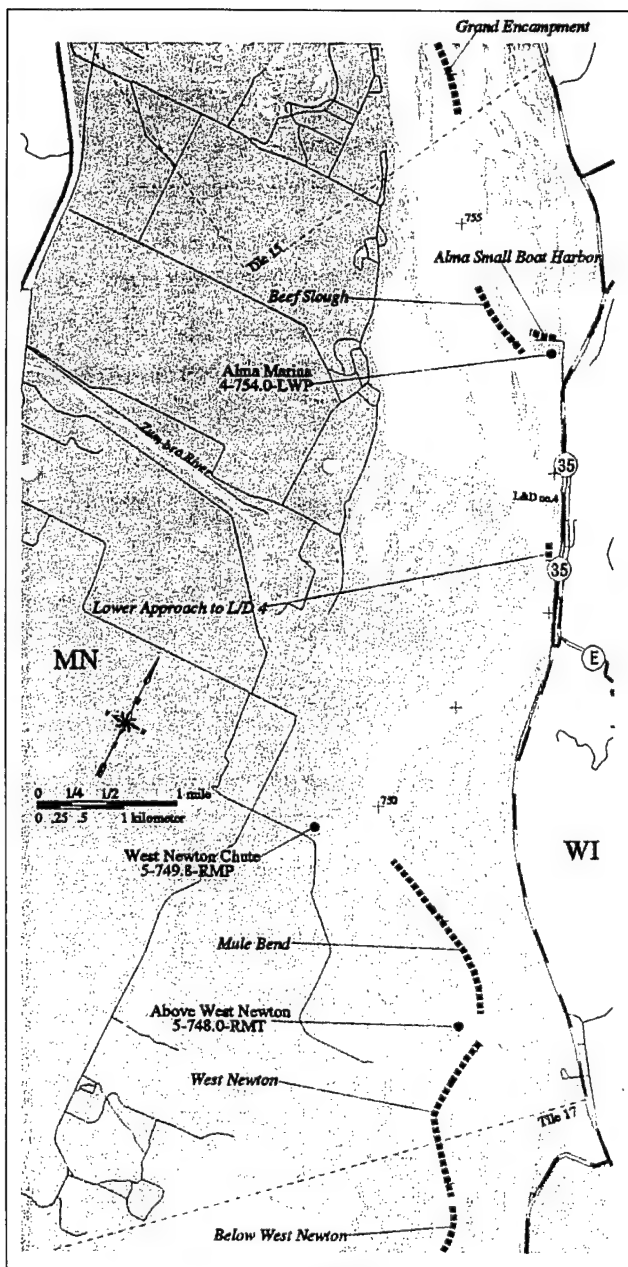 Grand Encampment
755
Tile 15
Alma Small Boat Harbor
Beef Slough
Alma Marina
4-754.0-LWP
Zumbro River
35
L&D no.4
35
Lower Approach to L/D 4
E
MN
0 1/4 1/2 1 mile
0 .25 .5 1 kilometer
750
West Newton Chute
5-749.8-RMP
WI
Mule Bend
Above West Newton
5-748.0-RMT
West Newton
Tile 17
Below West Newton